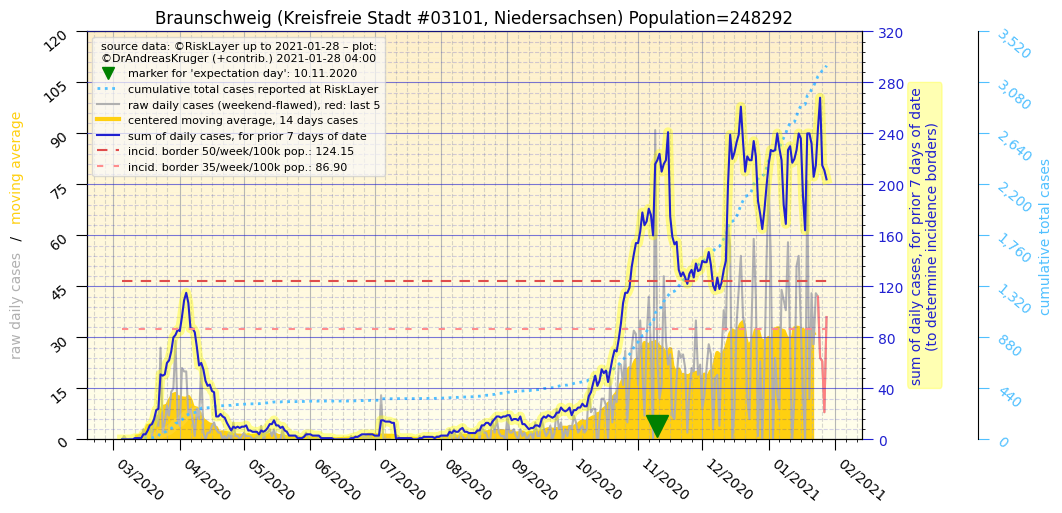 Braunschweig (Kreisfreie Stadt #03101, Niedersachsen) Population=248292
source data: ©RiskLayer up to 2021-01-28 – plot:
©DrAndreasKruger (+contrib.) 2021-01-28 04:00
marker for 'expectation day': 10.11.2020
cumulative total cases reported at RiskLayer
raw daily cases (weekend-flawed), red: last 5
centered moving average, 14 days cases
sum of daily cases, for prior 7 days of date
incid. border 50/week/100k pop.: 124.15
incid. border 35/week/100k pop.: 86.90
raw daily cases / moving average
120
105
90
75
60
45
30
15
0
03/2020
04/2020
05/2020
06/2020
07/2020
08/2020
09/2020
10/2020
11/2020
12/2020
01/2021
02/2021
320
280
240
200
160
120
80
40
0
sum of daily cases, for prior 7 days of date
(to determine incidence borders)
3,520
3,080
2,640
2,200
1,760
1,320
880
440
0
cumulative total cases